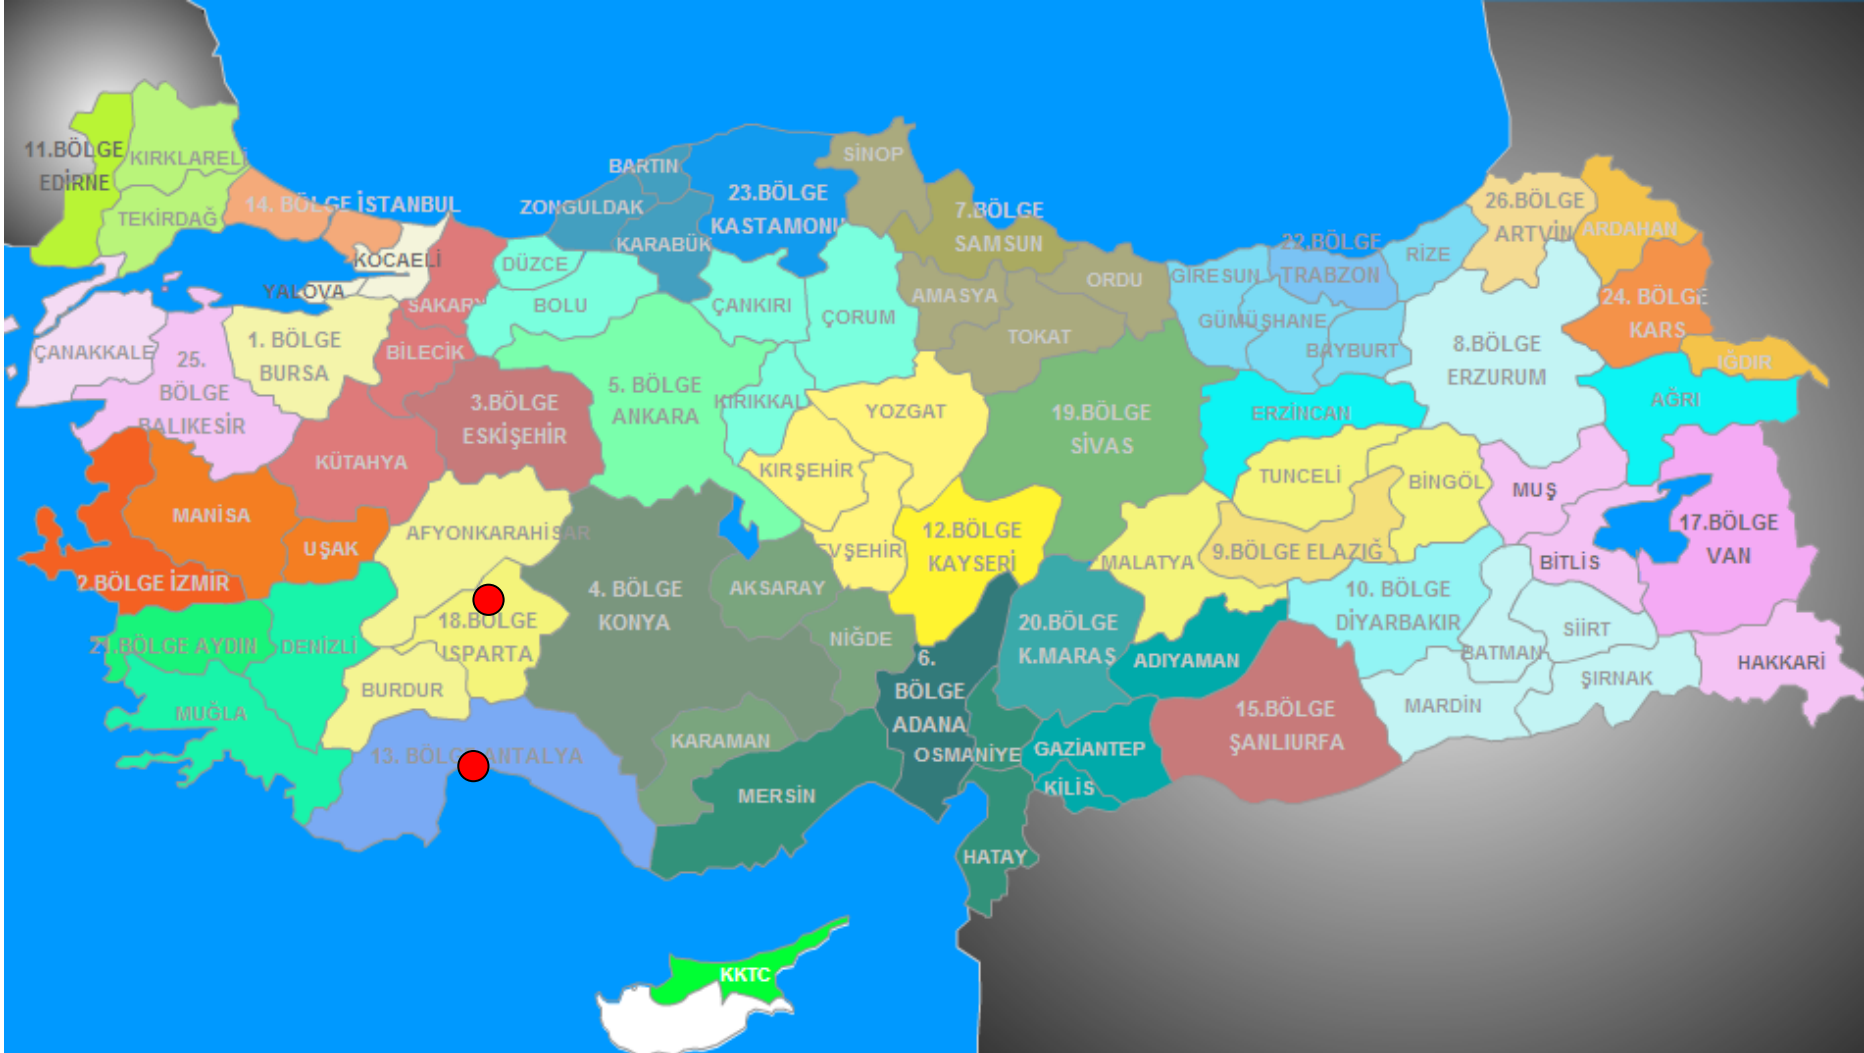 SİNOP
11.BÖLGE
EDİRNE
KIRKLARELİ
BARTIN
23.BÖLGE
KASTAMONU
14. BÖLGE İSTANBUL
ZONGULDAK
TEKİRDAĞ
7.BÖLGE
SAMSUN
26.BÖLGE
ARTVİN
ARDAHAN
KARABÜK
22.BÖLGE
TRABZON
RİZE
KOCAELİ
DÜZCE
GİRESUN
ORDU
YALOVA
SAKARY
BOLU
ÇANKIRI
AMASYA
ÇORUM
GÜMÜŞHANE
24. BÖLGE
KARS
TOKAT
BAYBURT
ÇANAKKALE
1. BÖLGE
BURSA
BİLECİK
8.BÖLGE
ERZURUM
IĞDIR
25.
BÖLGE
BALIKESİR
3.BÖLGE
ESKİŞEHİR
5. BÖLGE
ANKARA
KIRIKKAL
YOZGAT
19.BÖLGE
SİVAS
ERZİNCAN
AĞRI
KÜTAHYA
KIRŞEHİR
TUNCELİ
BİNGÖL
MUŞ
MANİSA
UŞAK
AFYONKARAHİSAR
12.BÖLGE
KAYSERİ
EVŞEHİR
MALATYA
9.BÖLGE ELAZIĞ
BİTLİS
17.BÖLGE
VAN
2.BÖLGE İZMİR
4. BÖLGE
KONYA
AKSARAY
10. BÖLGE
DİYARBAKIR
18.BÖLGE
ISPARTA
21.BÖLGE AYDIN
DENİZLİ
NİĞDE
20.BÖLGE
K.MARAŞ
ADIYAMAN
SİİRT
BATMAN
HAKKARİ
6.
BÖLGE
ADANA
BURDUR
ŞIRNAK
MUĞLA
MARDİN
15.BÖLGE
ŞANLIURFA
13. BÖLGE ANTALYA
KARAMAN
OSMANİYE
GAZİANTEP
KİLİS
MERSİN
HATAY
KKTC